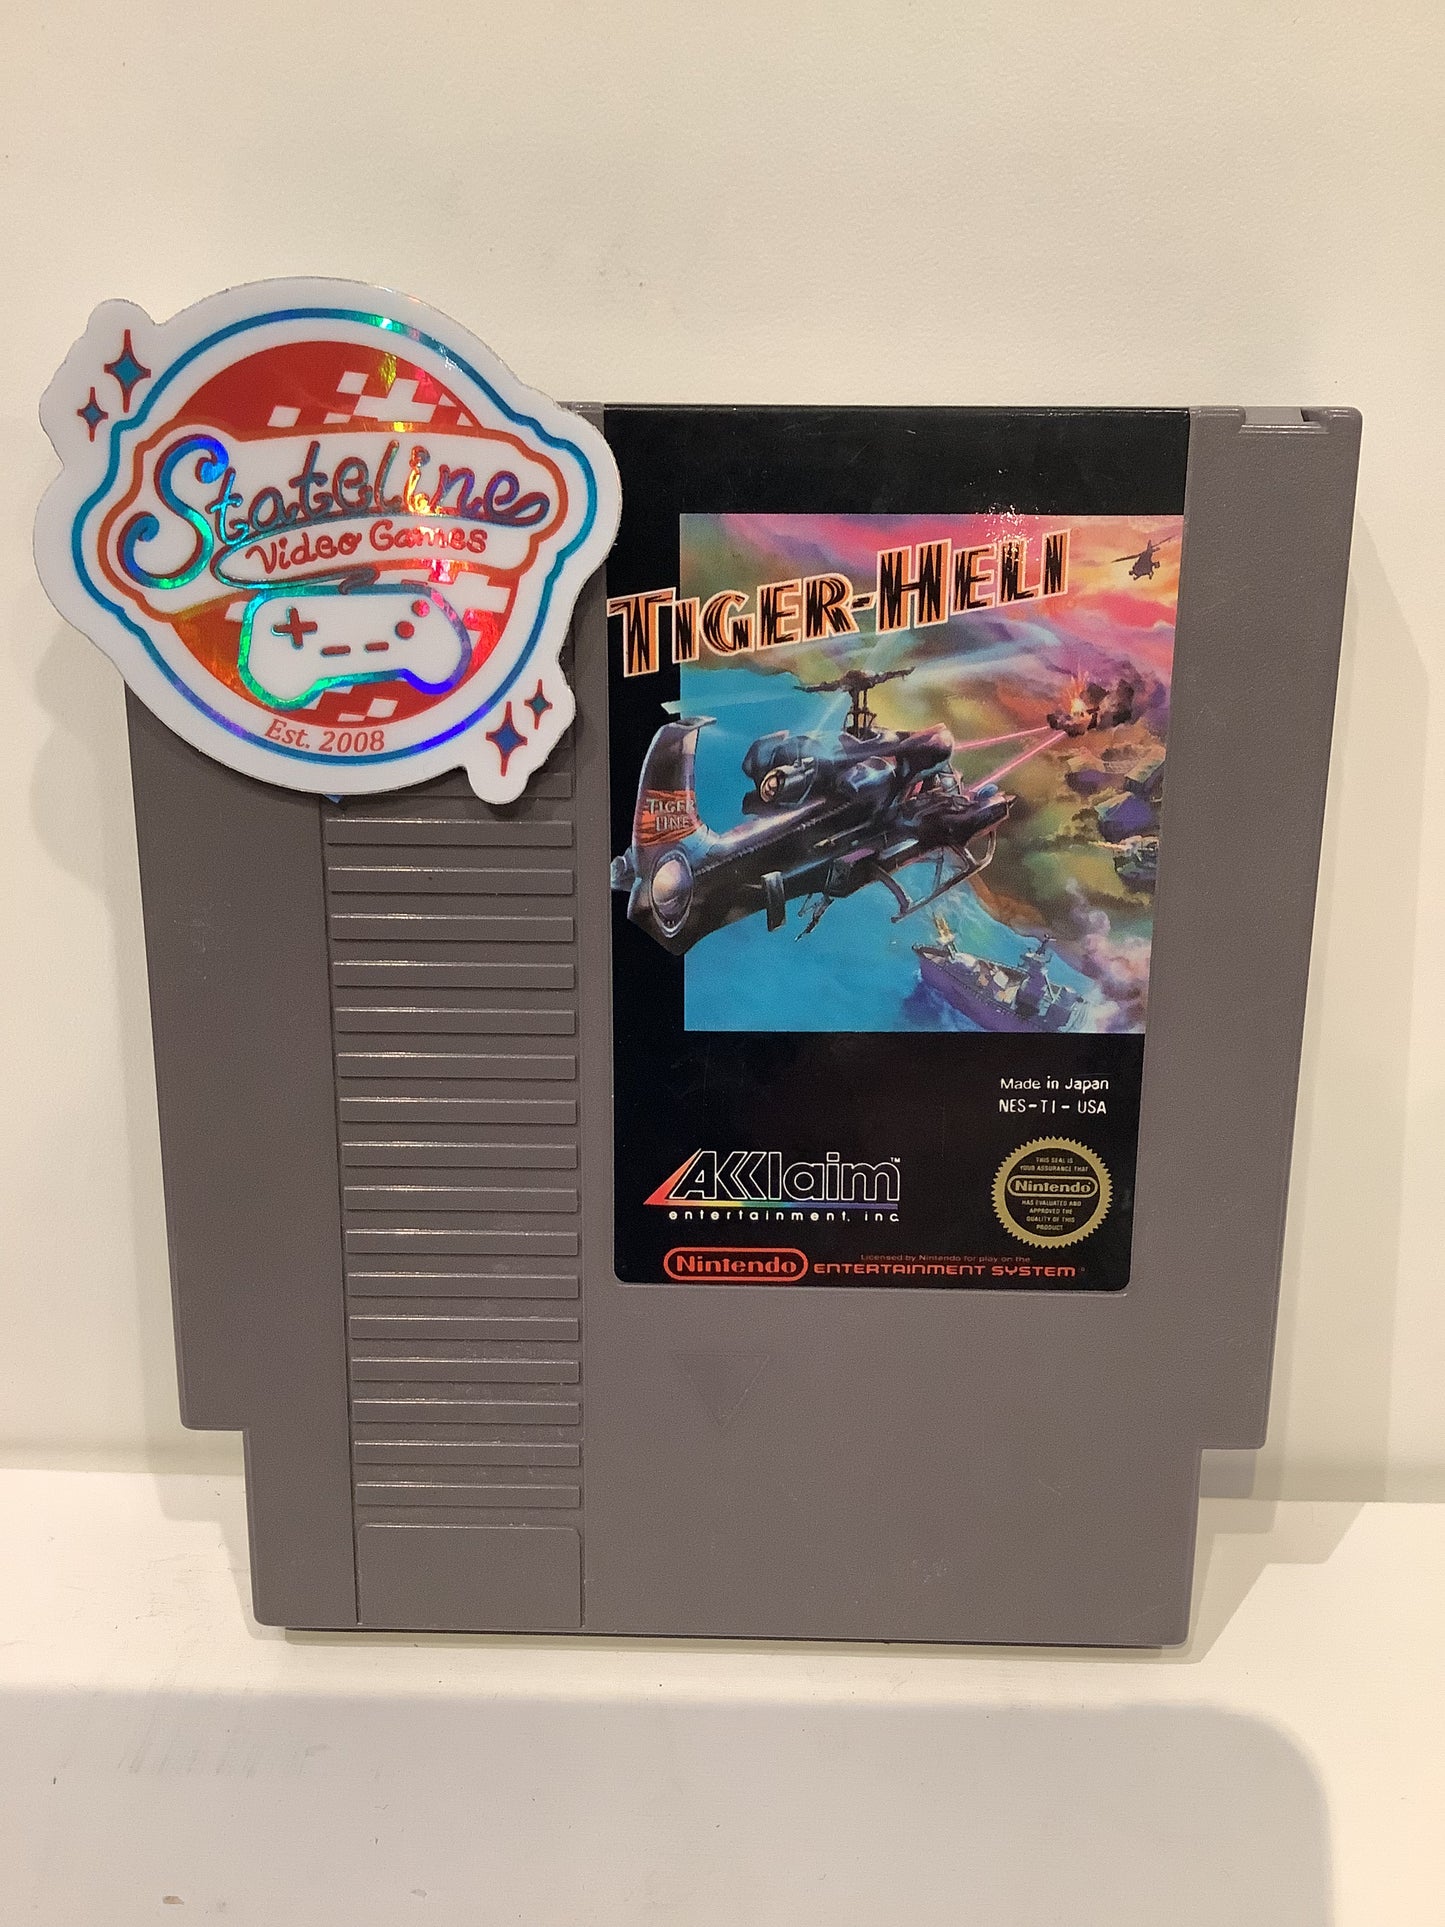 Stateline
Video Games
Est. 2008
TIGER-HELI
TIGER
LINE
Made in Japan
NES-TI-USA
AKKlaim™
entertainment, inc.
THIS SEAL IS
YOUR ASSURANCE THAT
Nintendo
HAS EVALUATED AND
APPROVED THE
QUALITY OF THIS
PRODUCT
Nintendo
Licensed by Nintendo for play on the
ENTERTAINMENT SYSTEM®